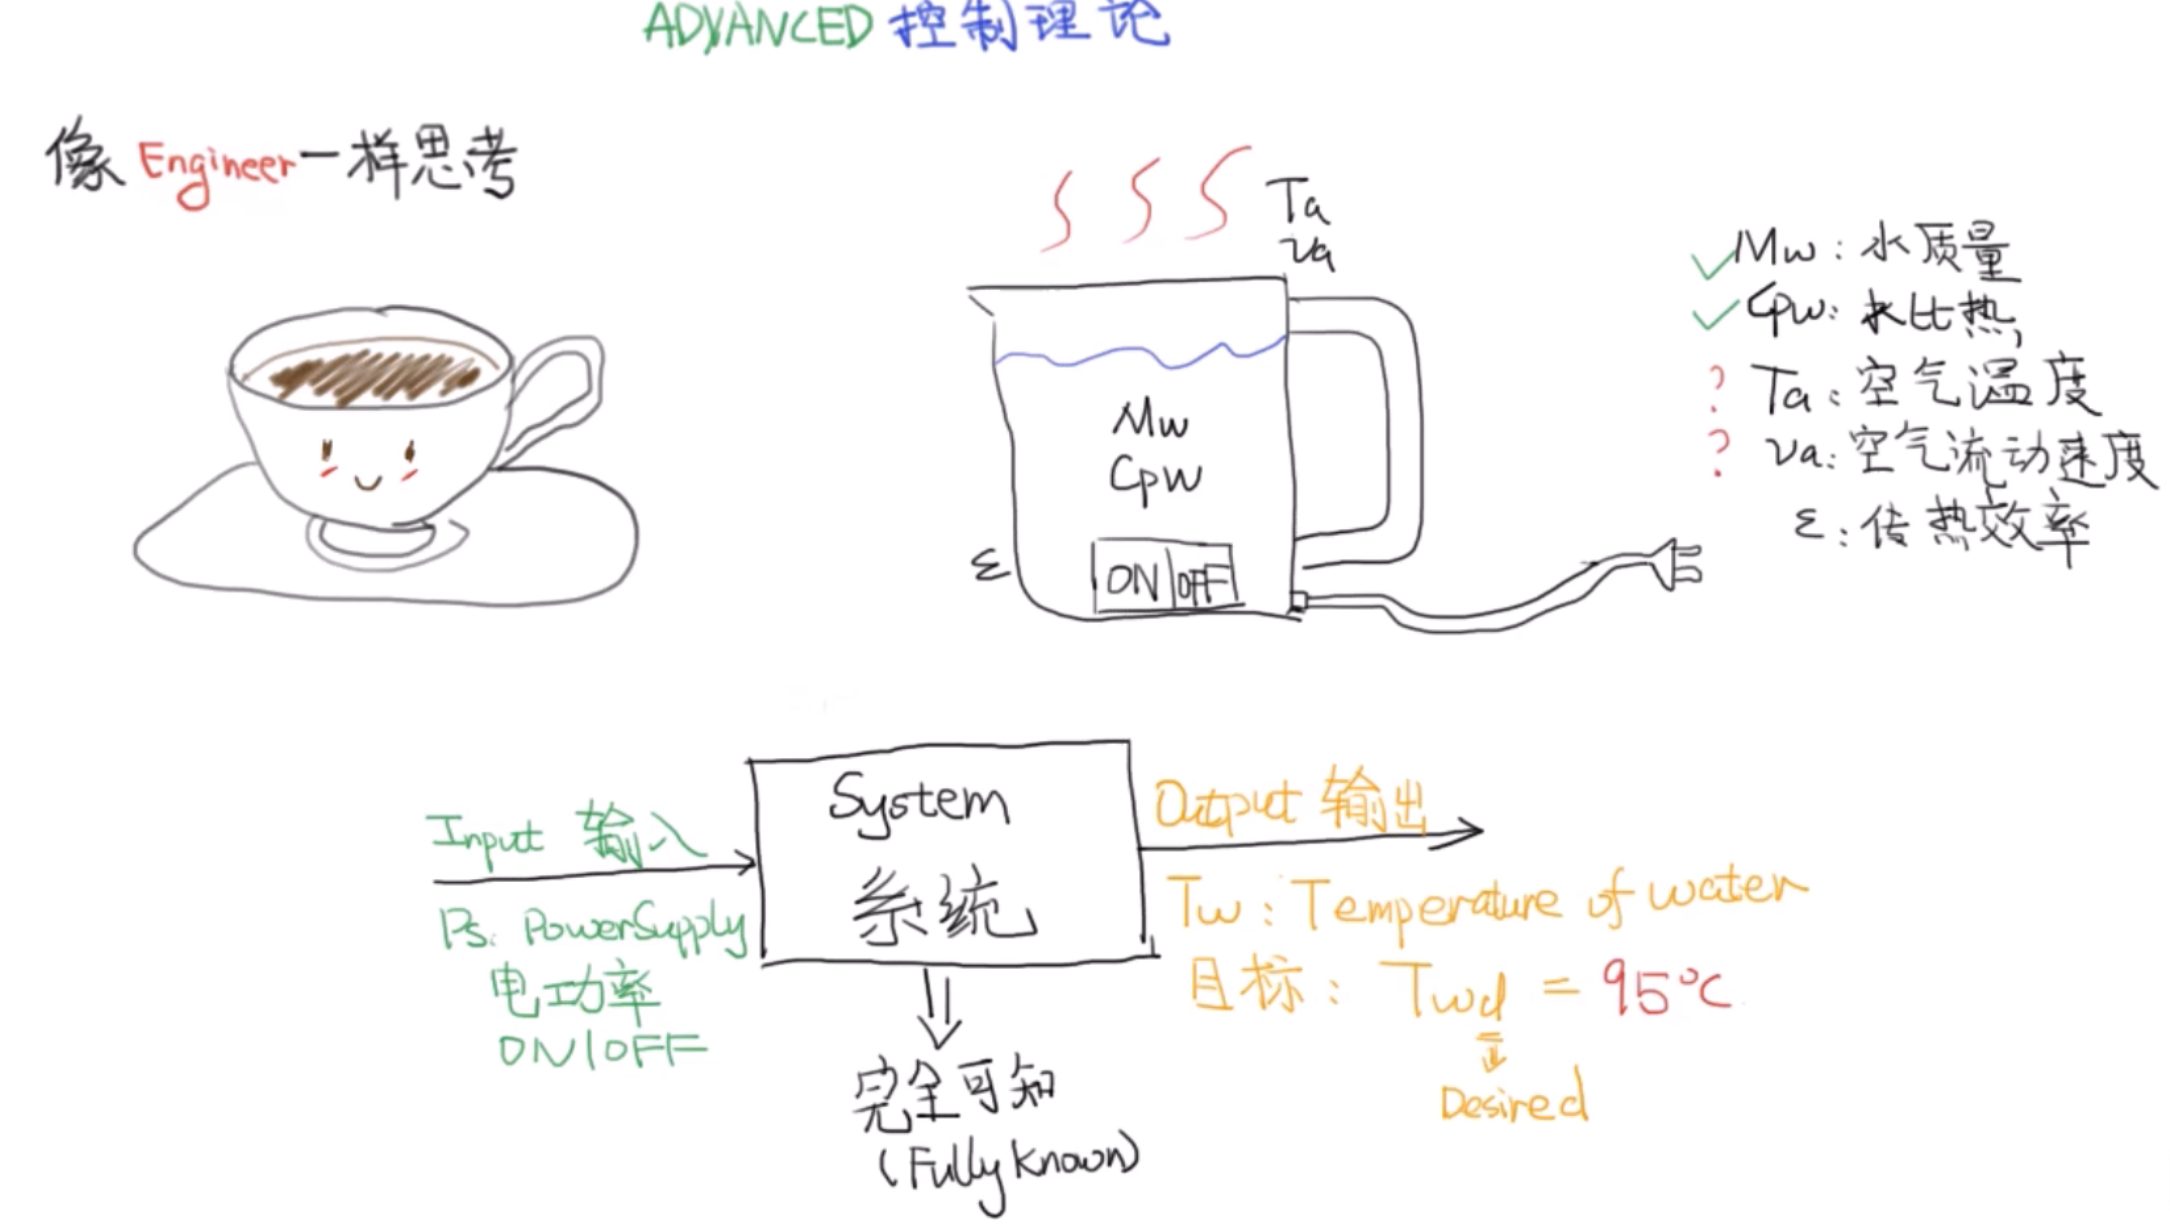 ADVANCED 控制理论
像 Engineer 一样思考
Ta
va
Mw
Cpw
ε
ON OFF
Mw: 水质量
Cpw: 水比热
? Ta: 空气温度
? va: 空气流动速度
ε: 传热效率
Input 输入
Ps: PowerSupply
电功率
ON/OFF
System
系统
完全可知
(Fully Known)
Output 输出
Tw: Temperature of water
目标: Twd = 95°C
Desired